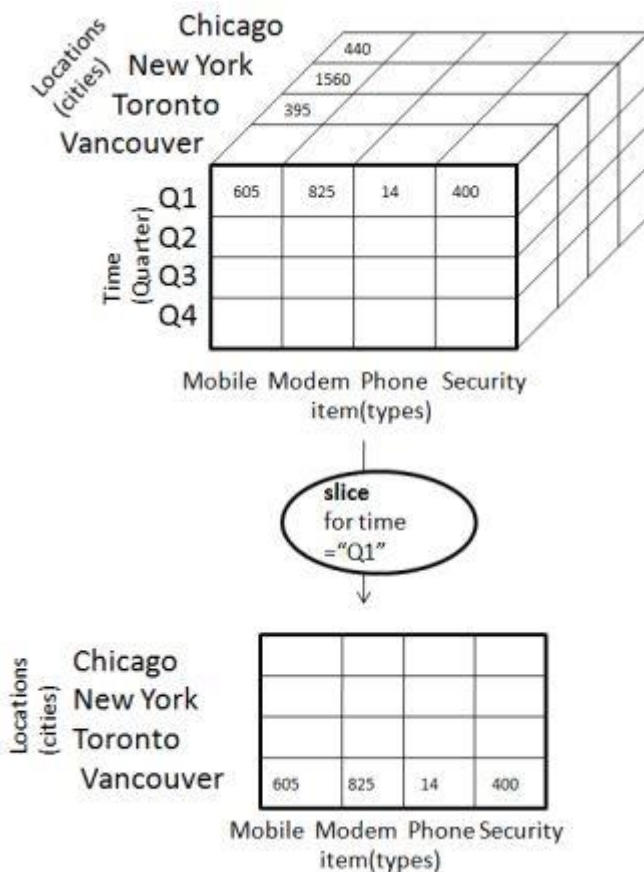 Locations
(cities)
Chicago
New York
Toronto
Vancouver
440
1560
395
Time
(Quarter)
Q1 605 825 14 400
Q2
Q3
Q4
Mobile Modem Phone Security
item(types)
slice
for time
="Q1"
Locations
(cities)
Chicago
New York
Toronto
Vancouver 605 825 14 400
Mobile Modem Phone Security
item(types)